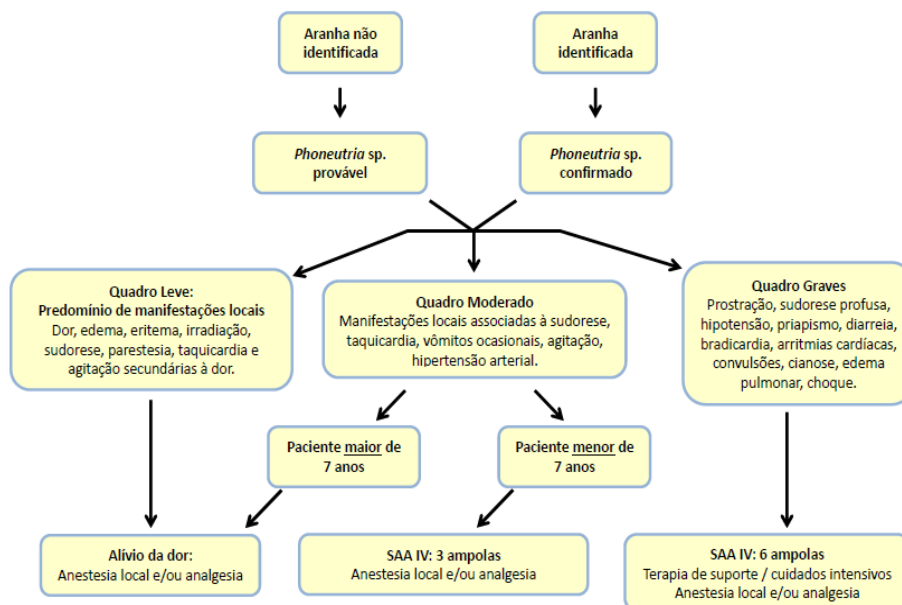 Aranha não
identificada
Aranha
identificada
Phoneutria sp.
provável
Phoneutria sp.
confirmado
Quadro Leve:
Predomínio de manifestações locais
Dor, edema, eritema, irradiação,
sudorese, parestesia, taquicardia e
agitação secundárias à dor.
Quadro Moderado
Manifestações locais associadas à sudorese,
taquicardia, vômitos ocasionais, agitação,
hipertensão arterial.
Quadro Graves
Prostração, sudorese profusa,
hipotensão, priapismo, diarreia,
bradicardia, arritmias cardíacas,
convulsões, cianose, edema
pulmonar, choque.
Paciente maior de
7 anos
Paciente menor de
7 anos
Alívio da dor:
Anestesia local e/ou analgesia
SAA IV: 3 ampolas
Anestesia local e/ou analgesia
SAA IV: 6 ampolas
Terapia de suporte / cuidados intensivos
Anestesia local e/ou analgesia